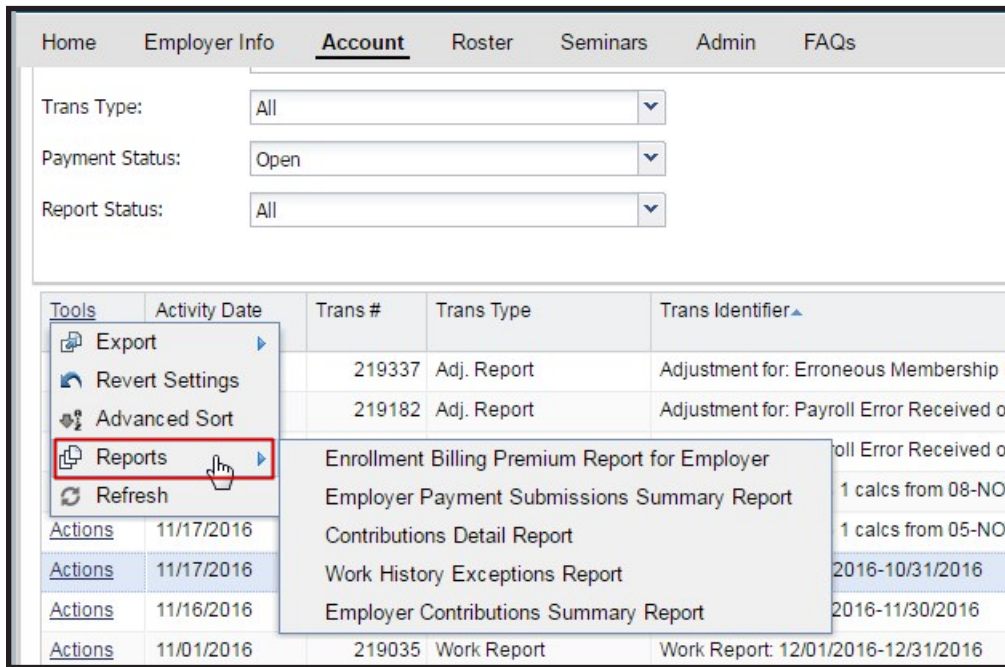 Home Employer Info Account Roster Seminars Admin FAQs
Trans Type: All
Payment Status: Open
Report Status: All
Tools Activity Date Trans # Trans Type Trans Identifier
Export
219337 Adj. Report Adjustment for: Erroneous Membership
Revert Settings
219182 Adj. Report Adjustment for: Payroll Error Received o
Advanced Sort
Reports
Enrollment Billing Premium Report for Employer
oll Error Received o
Refresh
Employer Payment Submissions Summary Report
1 calcs from 08-NO
Actions 11/17/2016
Contributions Detail Report
1 calcs from 05-NO
Actions 11/17/2016
Work History Exceptions Report
2016-10/31/2016
Actions 11/16/2016
Employer Contributions Summary Report
2016-11/30/2016
Actions 11/01/2016 219035 Work Report Work Report: 12/01/2016-12/31/2016